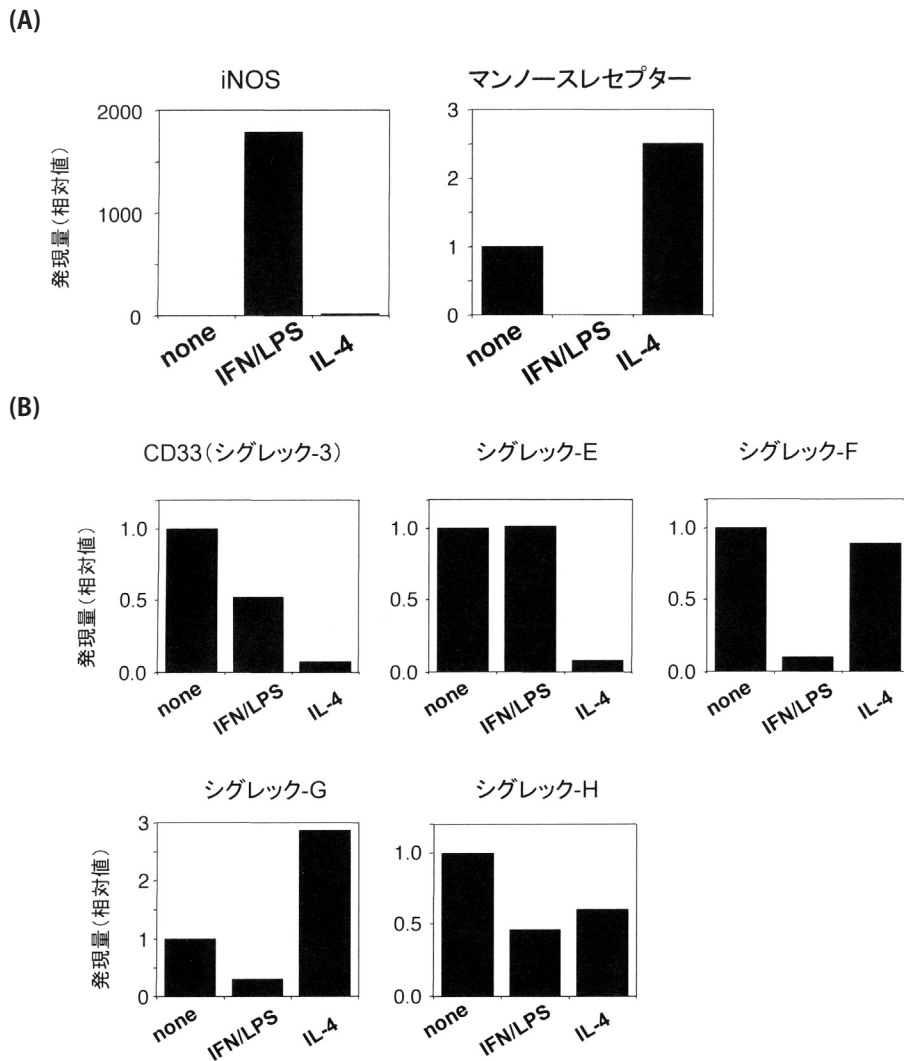 (A)
iNOS
発現量(相対値)
2000
1000
0
none
IFN/LPS
IL-4
マンノースレセプター
3
2
1
0
none
IFN/LPS
IL-4
(B)
CD33(シグレック-3)
発現量(相対値)
1.0
0.5
0.0
none
IFN/LPS
IL-4
シグレック-E
1.0
0.5
0.0
none
IFN/LPS
IL-4
シグレック-F
1.0
0.5
0.0
none
IFN/LPS
IL-4
シグレック-G
発現量(相対値)
3
2
1
0
none
IFN/LPS
IL-4
シグレック-H
1.0
0.5
0.0
none
IFN/LPS
IL-4